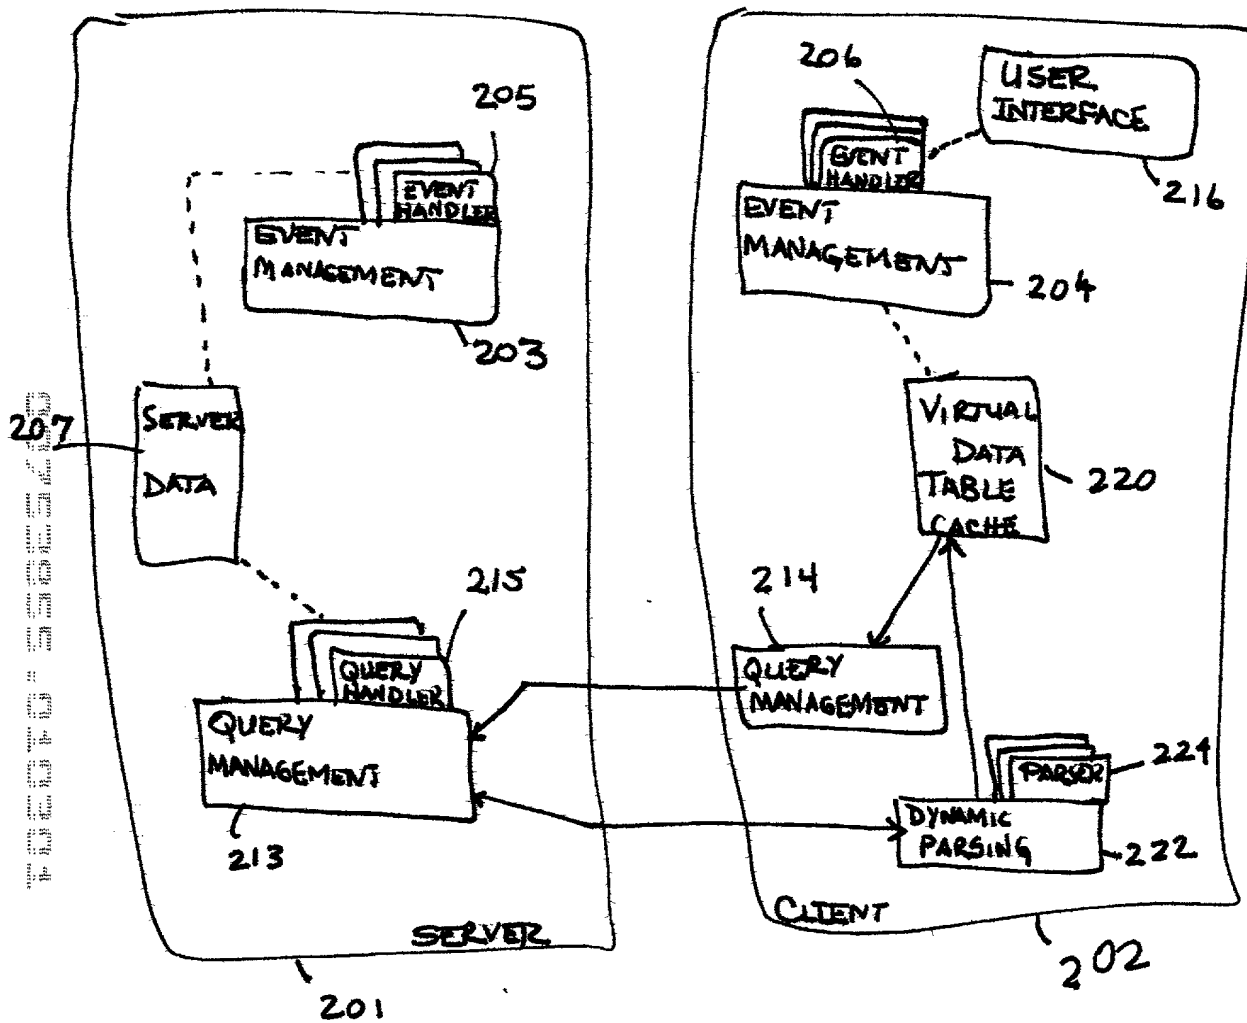 205
EVENT
HANDLER
EVENT
MANAGEMENT
203
207
SERVER
DATA
215
QUERY
HANDLER
QUERY
MANAGEMENT
213
SERVER
201
206
USER
INTERFACE
216
EVENT
HANDLER
EVENT
MANAGEMENT
204
VIRTUAL
DATA
TABLE
CACHE
220
214
QUERY
MANAGEMENT
PARSER
224
DYNAMIC
PARSING
222
CLIENT
202